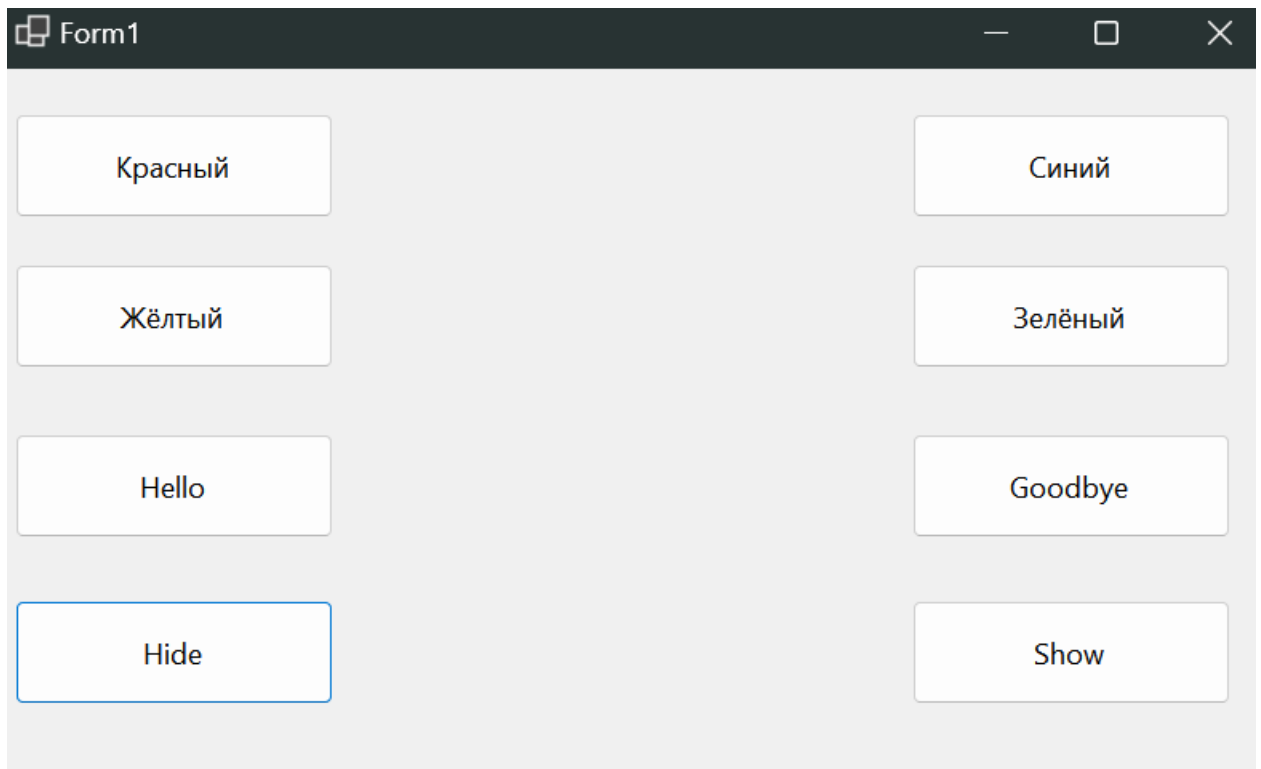 Form1
Красный
Синий
Жёлтый
Зелёный
Hello
Goodbye
Hide
Show